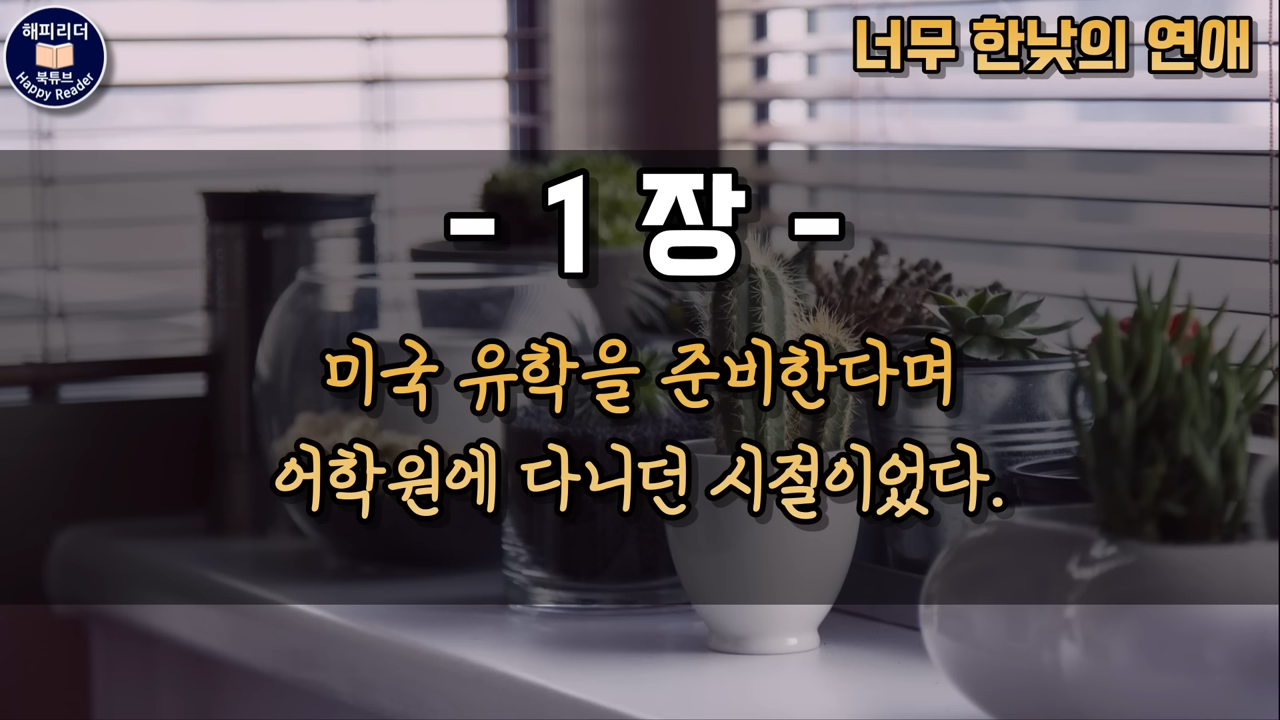 해피리더
북튜브
Happy Reader
너무 한낮의 연애
- 1 장 -
미국 유학을 준비한다며
어학원에 다니던 시절이었다.